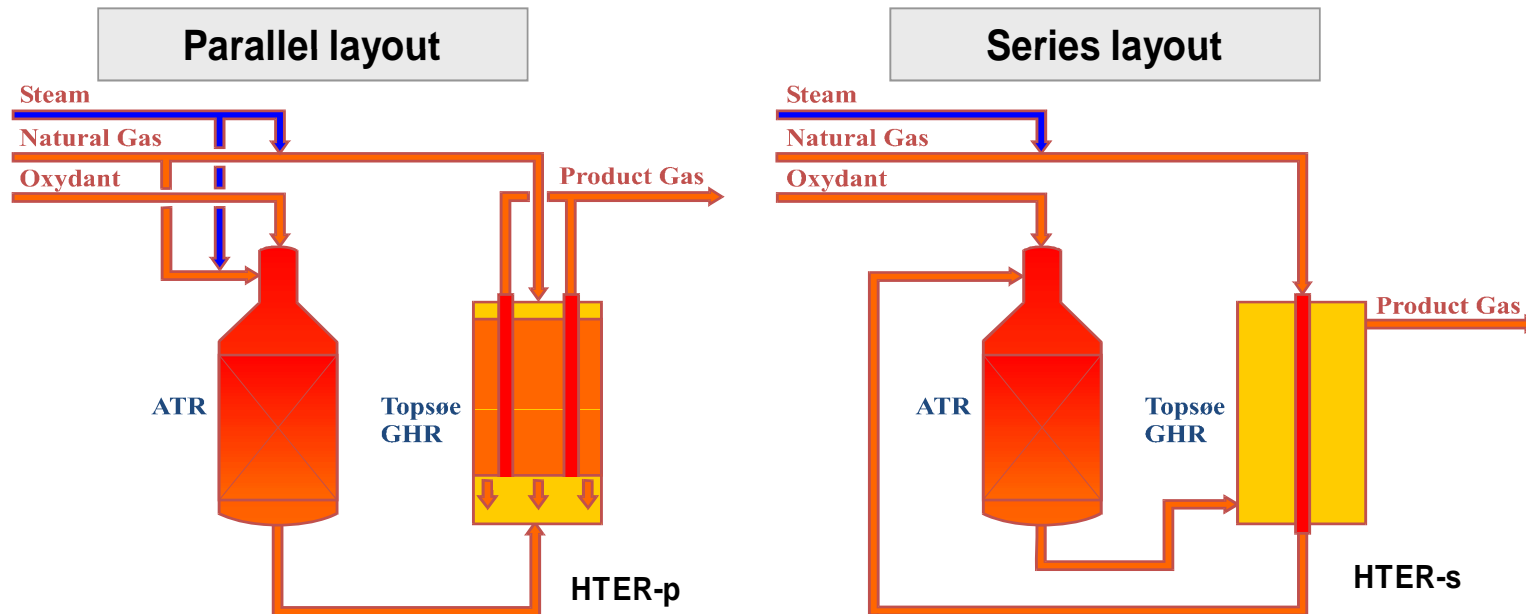 Parallel layout
Steam
Natural Gas
Oxydant
Product Gas
ATR
Topsøe
GHR
HTER-p
Series layout
Steam
Natural Gas
Oxydant
Product Gas
ATR
Topsøe
GHR
HTER-s